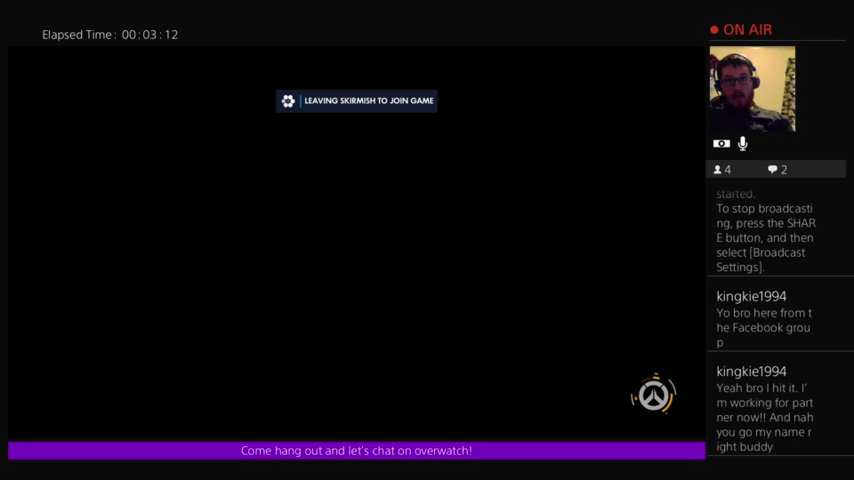 Elapsed Time: 00:03:12
ON AIR
LEAVING SKIRMISH TO JOIN GAME
4
2
started.
To stop broadcasti
ng, press the SHAR
E button, and then
select [Broadcast
Settings].
kingkie1994
Yo bro here from t
he Facebook grou
p
kingkie1994
Yeah bro I hit it. I'
m working for part
ner now!! And nah
you go my name r
ight buddy
Come hang out and let's chat on overwatch!